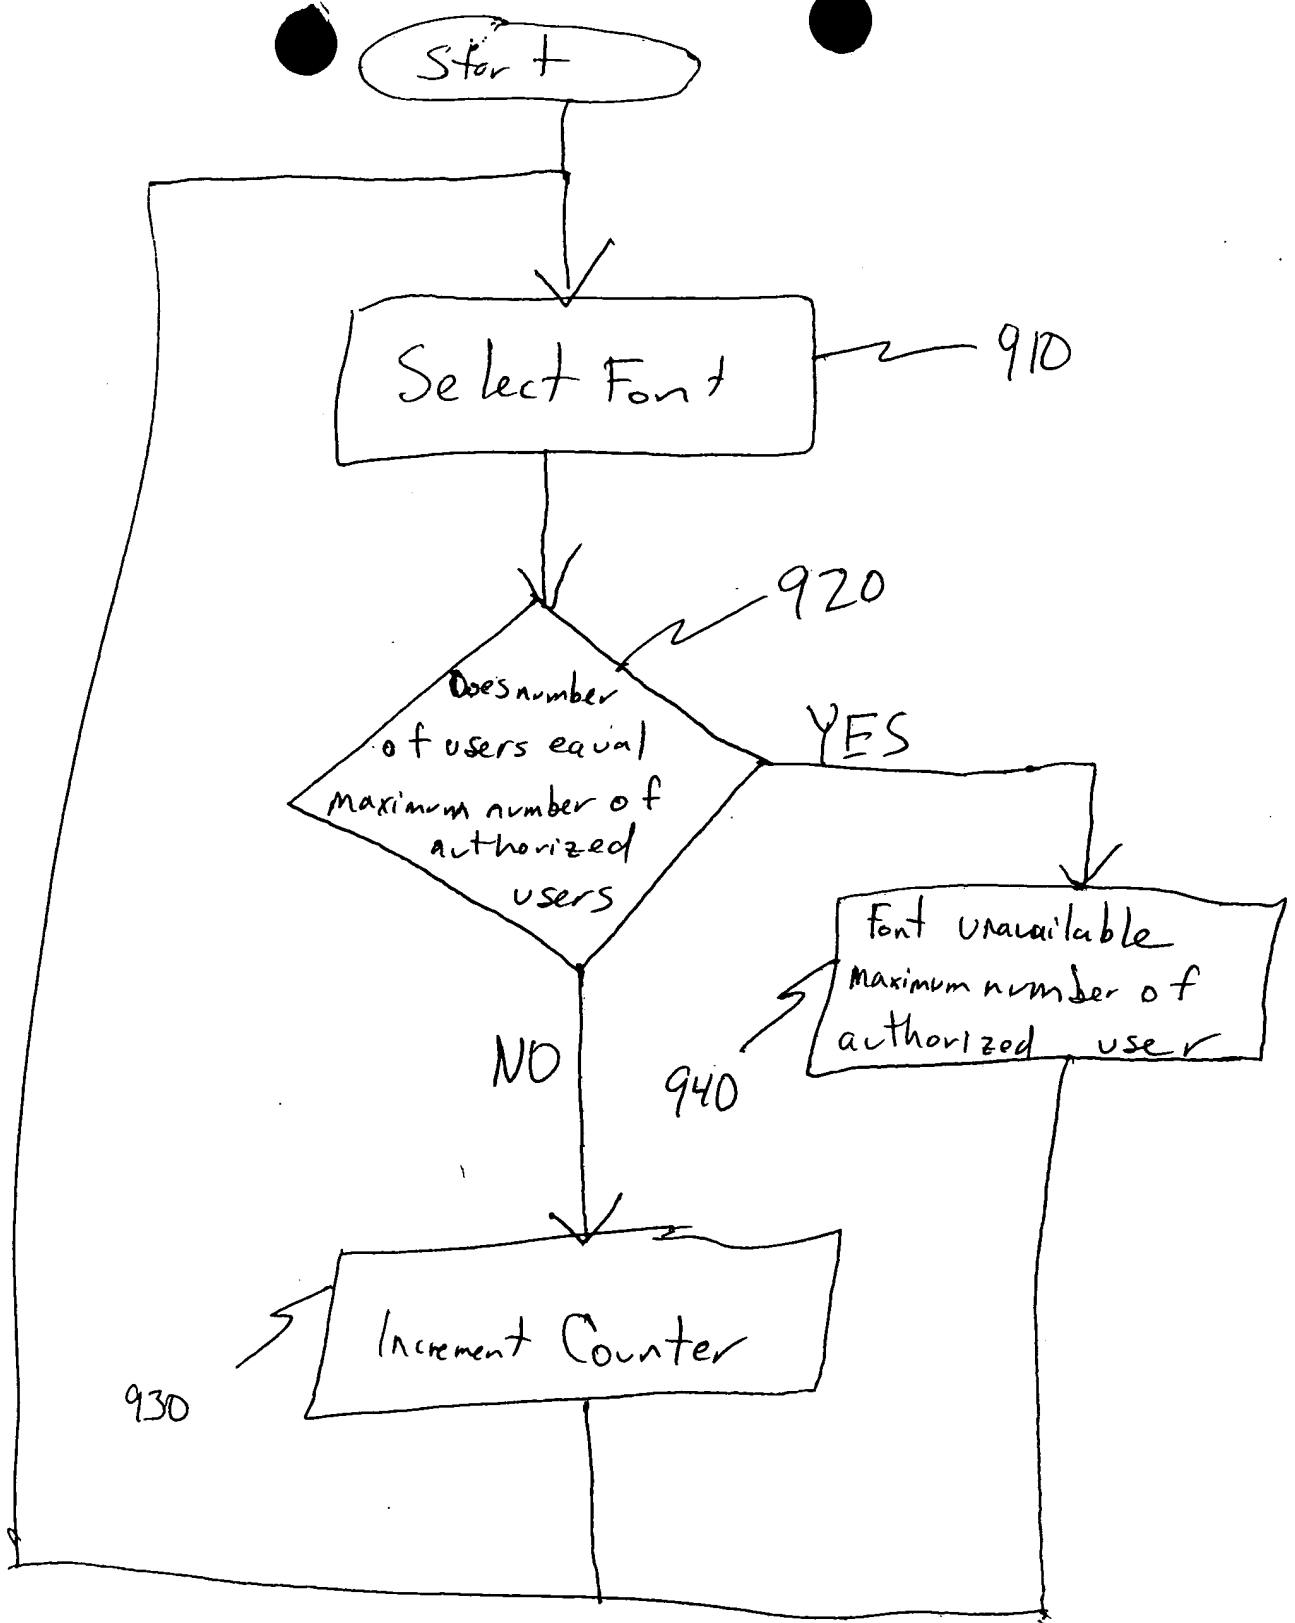 Start
Select Font
910
920
Does number
of users equal
maximum number of
authorized
users
YES
Font unavailable
maximum number of
authorized user
940
NO
Increment Counter
930